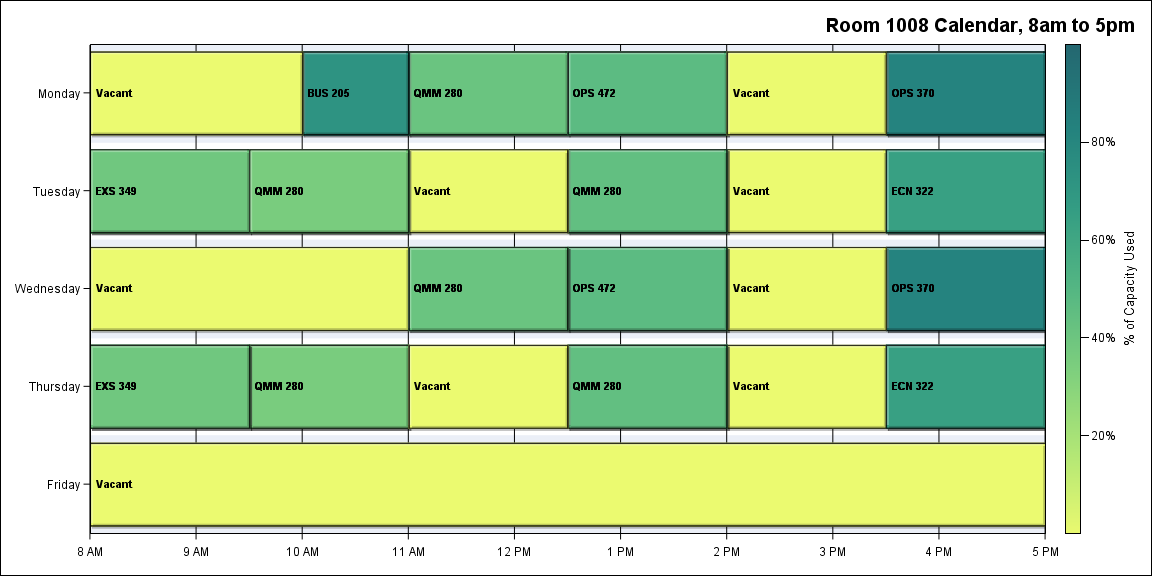 Room 1008 Calendar, 8am to 5pm
Monday
Vacant
BUS 205
QMM 280
OPS 472
Vacant
OPS 370
Tuesday
EXS 349
QMM 280
Vacant
QMM 280
Vacant
ECN 322
Wednesday
Vacant
QMM 280
OPS 472
Vacant
OPS 370
Thursday
EXS 349
QMM 280
Vacant
QMM 280
Vacant
ECN 322
Friday
Vacant
8 AM
9 AM
10 AM
11 AM
12 PM
1 PM
2 PM
3 PM
4 PM
5 PM
80%
60%
40%
20%
% of Capacity Used